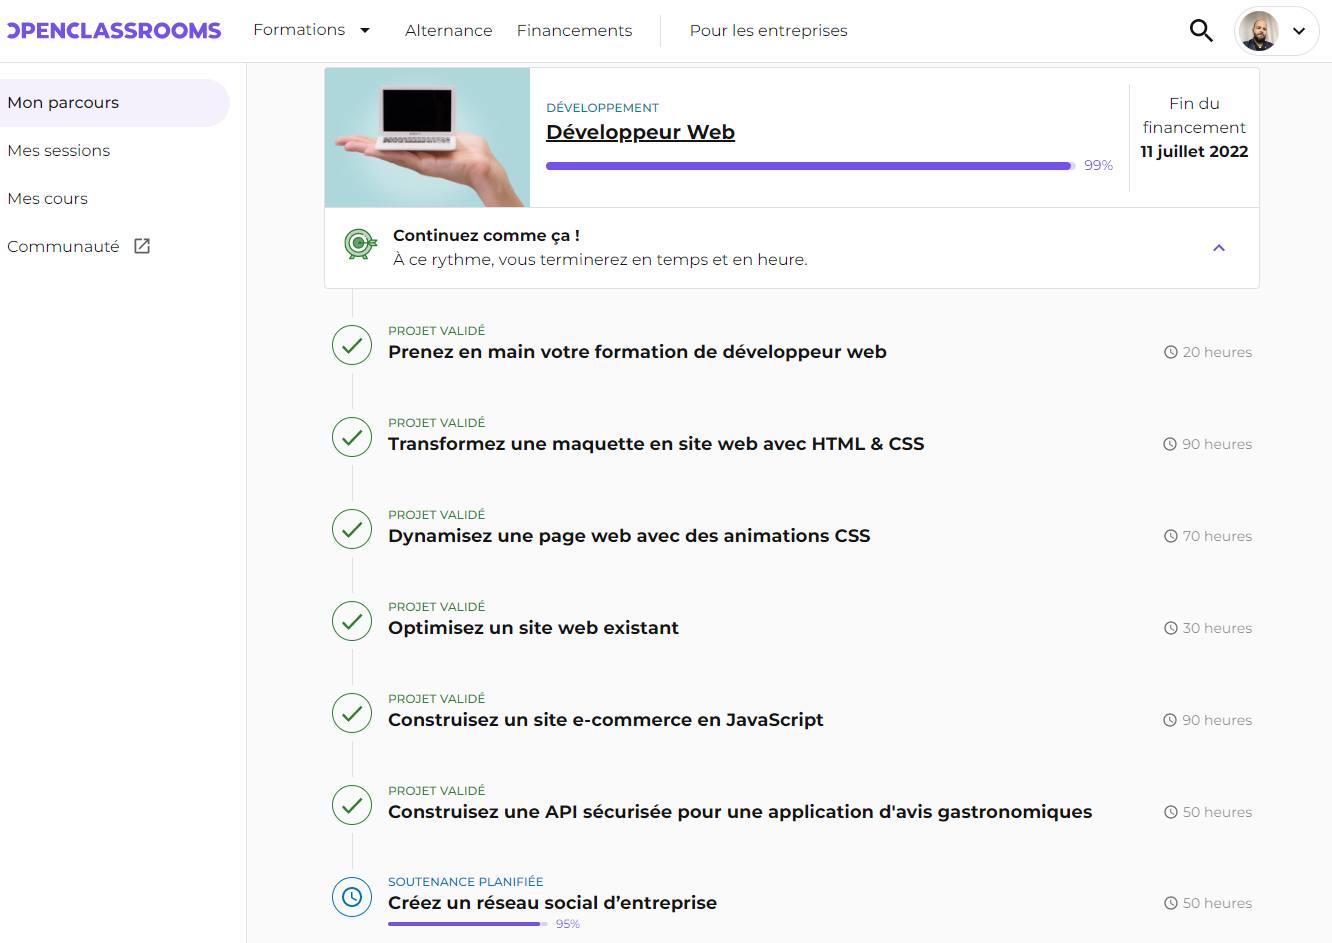 OPENCLASSROOMS
Formations
Alternance
Financements
Pour les entreprises
Mon parcours
Mes sessions
Mes cours
Communauté
DÉVELOPPEMENT
Développeur Web
99%
Fin du
financement
11 juillet 2022
Continuez comme ça !
À ce rythme, vous terminerez en temps et en heure.
PROJET VALIDÉ
Prenez en main votre formation de développeur web
20 heures
PROJET VALIDÉ
Transformez une maquette en site web avec HTML & CSS
90 heures
PROJET VALIDÉ
Dynamisez une page web avec des animations CSS
70 heures
PROJET VALIDÉ
Optimisez un site web existant
30 heures
PROJET VALIDÉ
Construisez un site e-commerce en JavaScript
90 heures
PROJET VALIDÉ
Construisez une API sécurisée pour une application d'avis gastronomiques
50 heures
SOUTENANCE PLANIFIÉE
Créez un réseau social d’entreprise
50 heures
95%